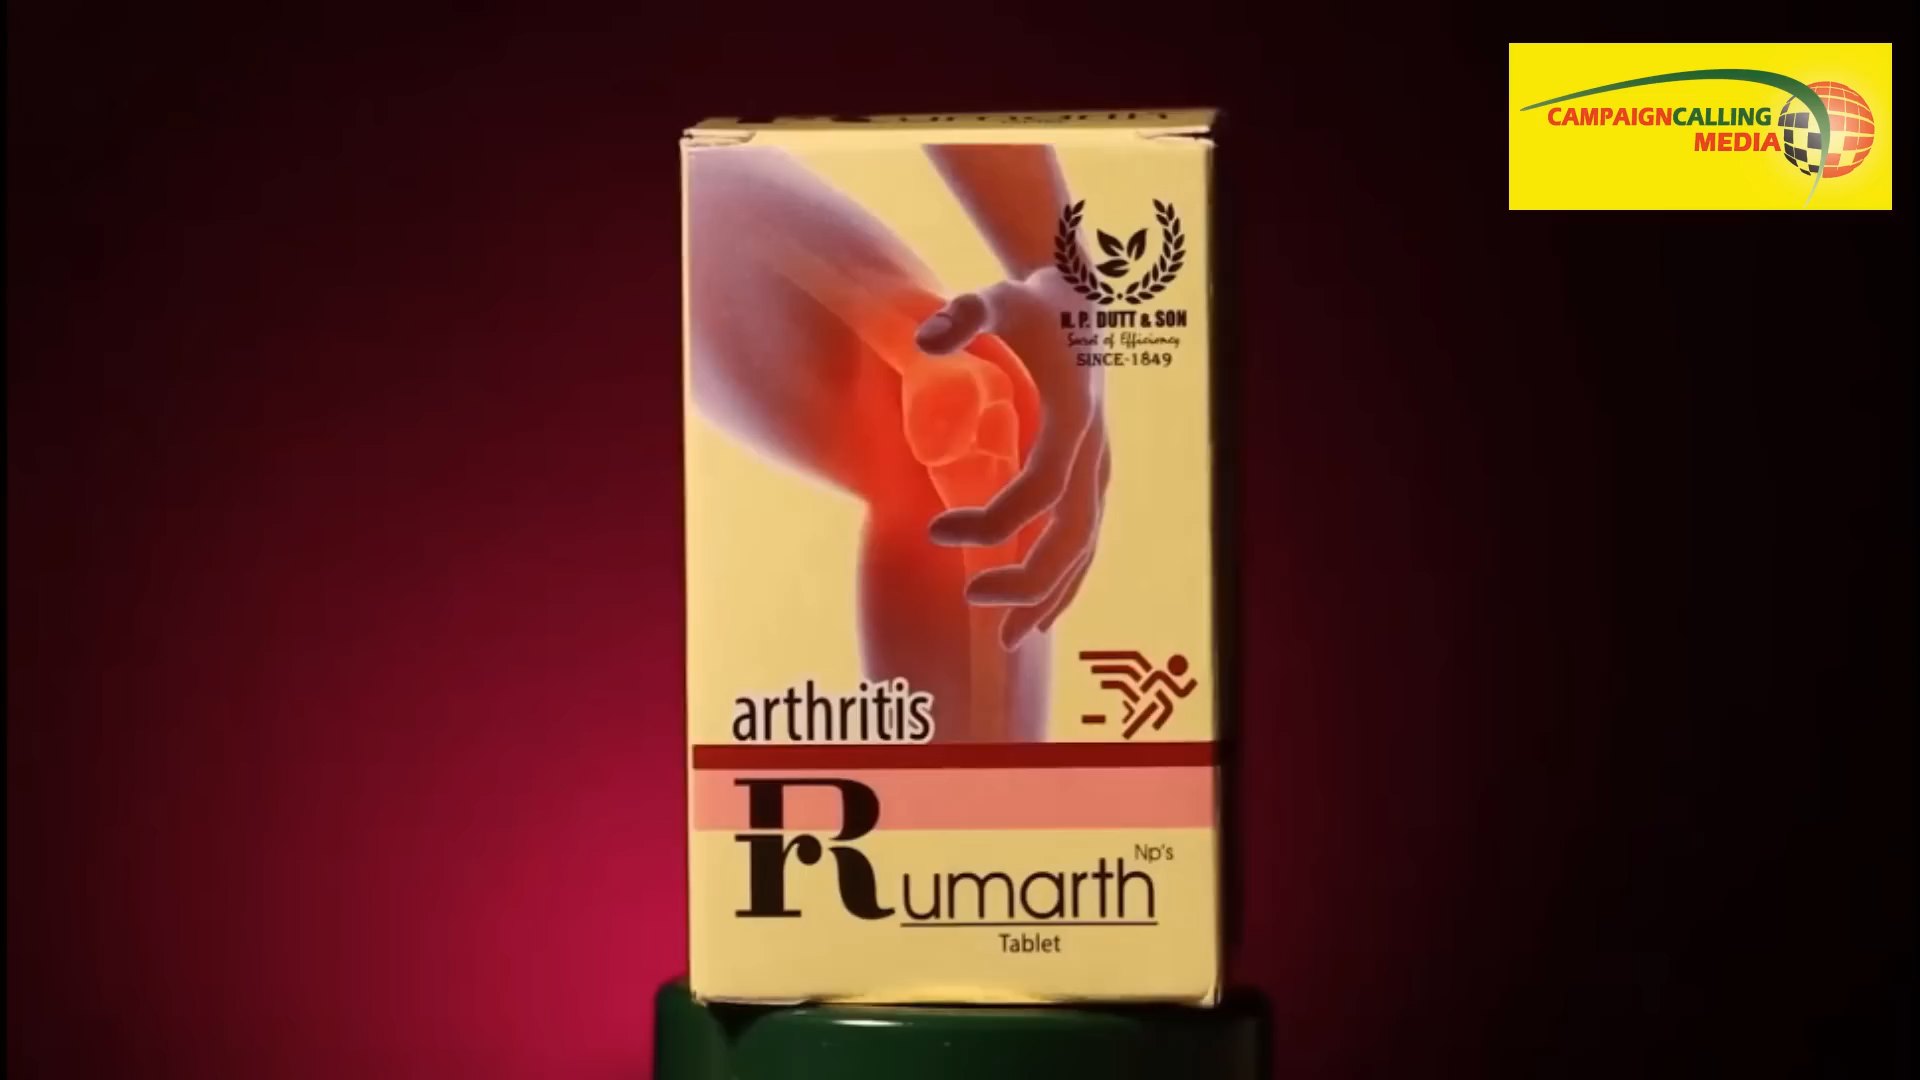 CAMPAIGNCALLING
MEDIA
N. P. DUTT & SON
Secret of Efficiency
SINCE-1849
arthritis
Rumarth
Np's
Tablet